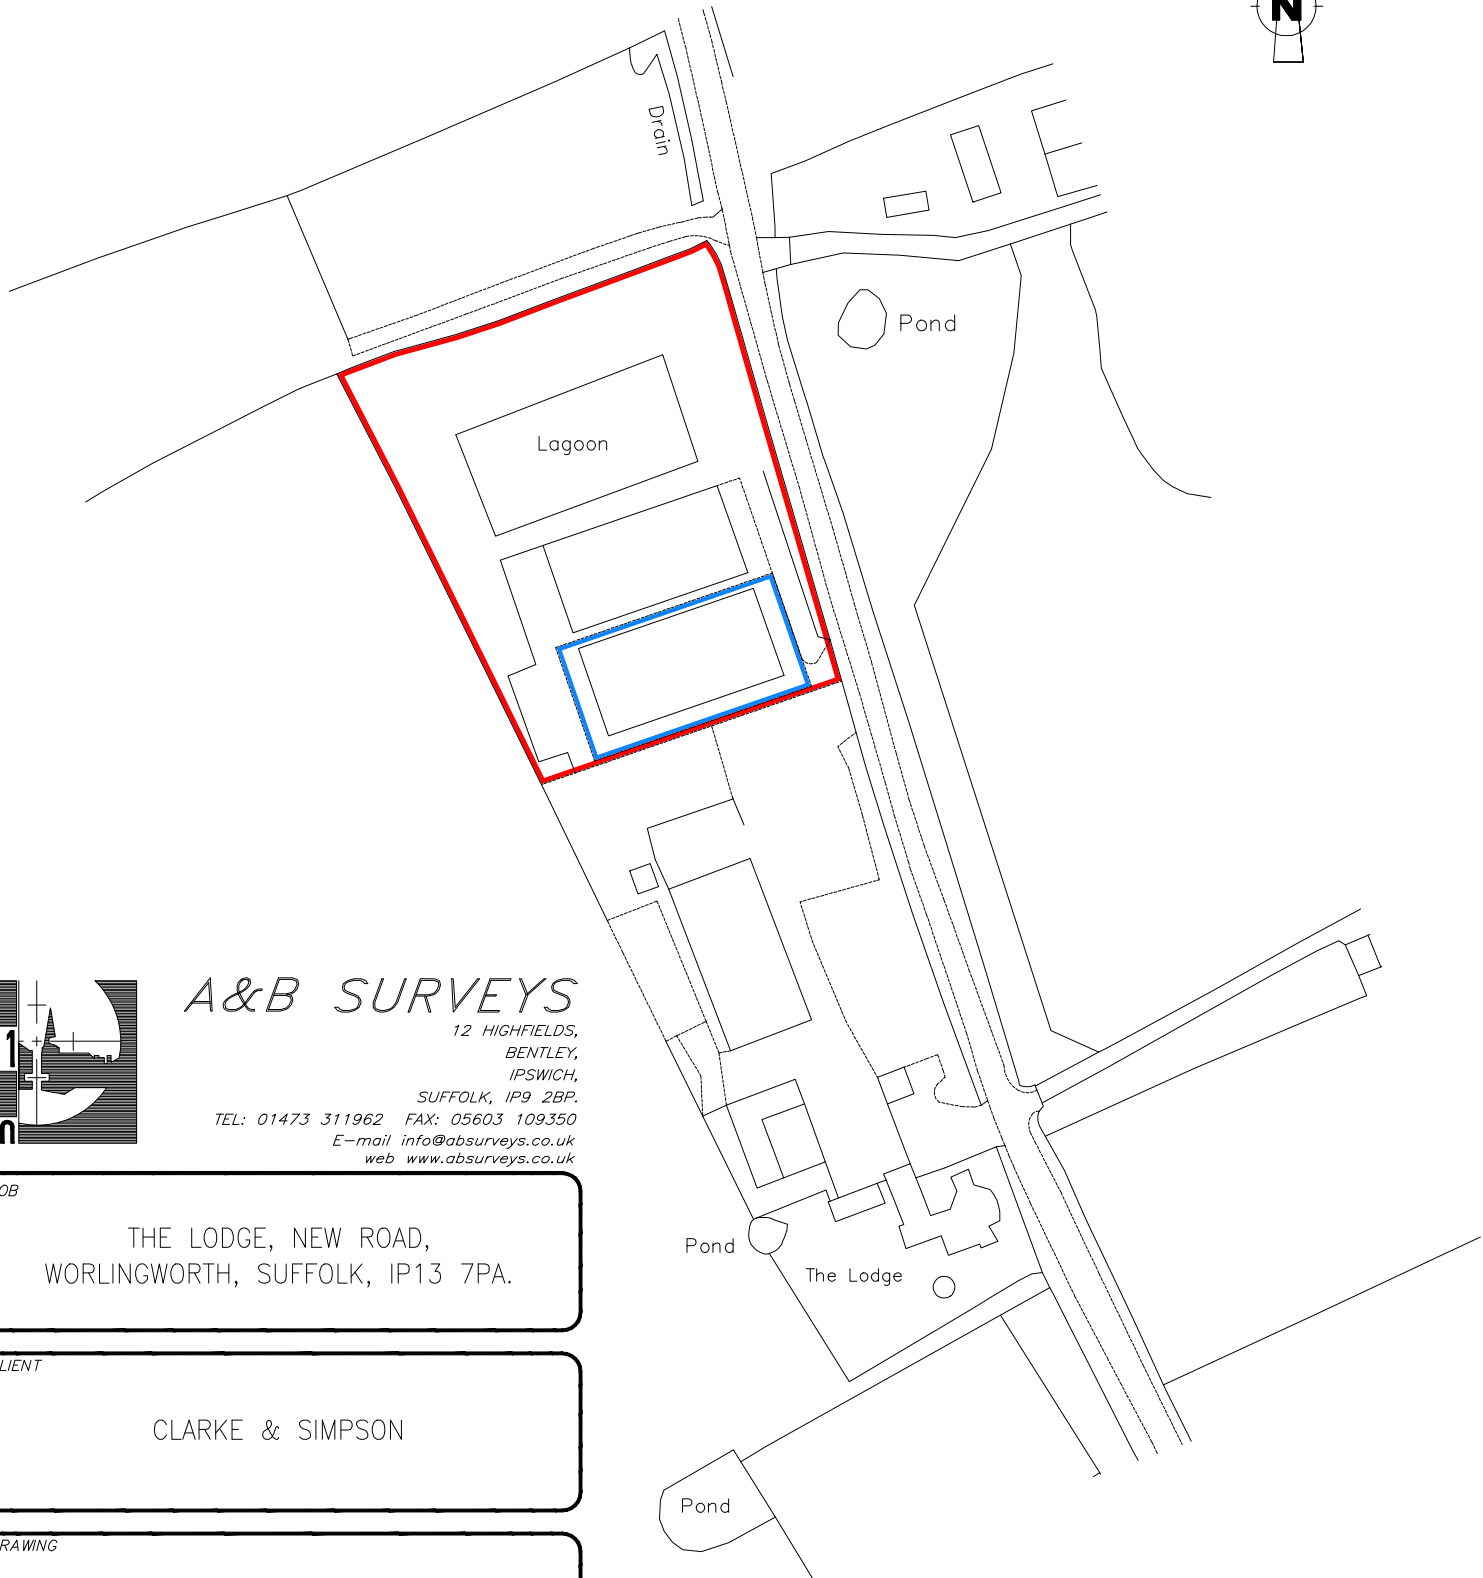 N
Drain
Pond
Lagoon
A&B SURVEYS
12 HIGHFIELDS,
BENTLEY,
IPSWICH,
SUFFOLK, IP9 2BP.
TEL: 01473 311962 FAX: 05603 109350
E-mail info@absurveys.co.uk
web www.absurveys.co.uk
1
n
OB
THE LODGE, NEW ROAD,
WORLINGWORTH, SUFFOLK, IP13 7PA.
Pond
The Lodge
LIENT
CLARKE & SIMPSON
Pond
RAWING